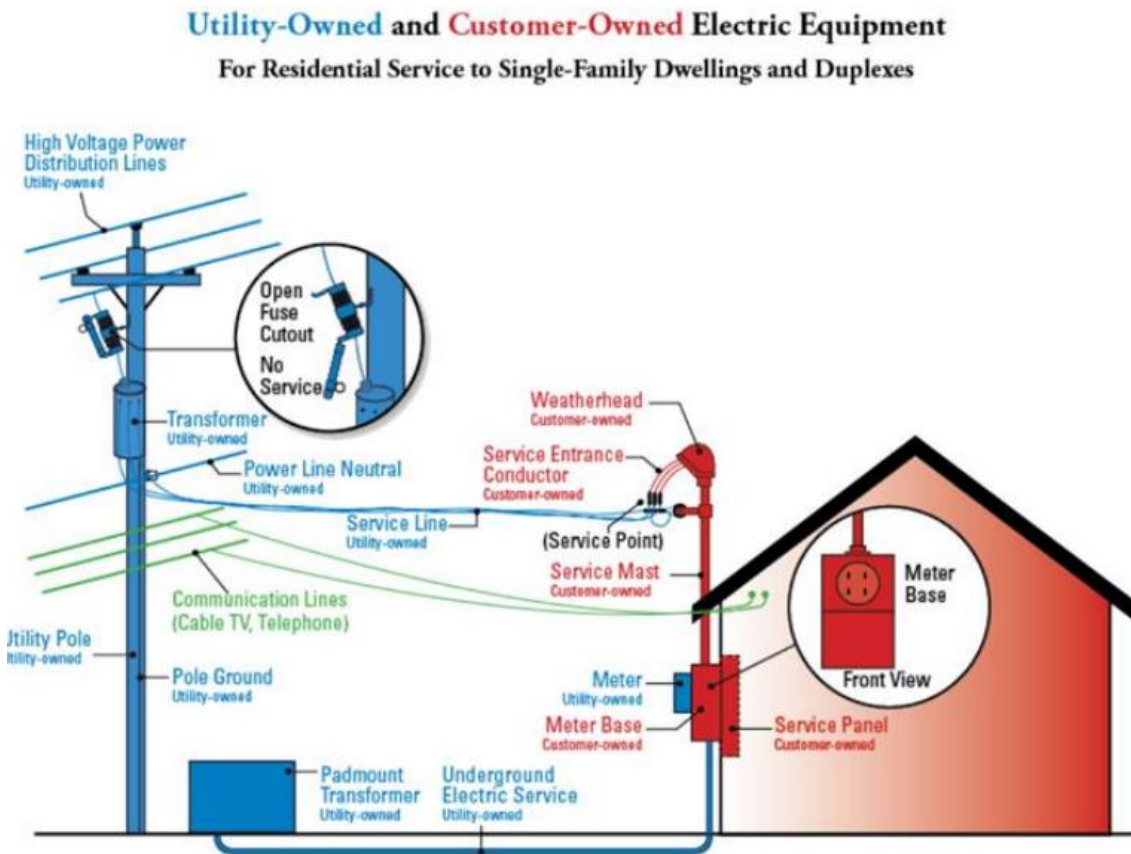 Utility-Owned and Customer-Owned Electric Equipment
For Residential Service to Single-Family Dwellings and Duplexes
High Voltage Power
Distribution Lines
Utility-owned
Open
Fuse
Cutout
No
Service
Transformer
Utility-owned
Power Line Neutral
Utility-owned
Service Line
Utility-owned
Weatherhead
Customer-owned
Service Entrance
Conductor
Customer-owned
(Service Point)
Service Mast
Customer-owned
Communication Lines
(Cable TV, Telephone)
Utility Pole
Utility-owned
Pole Ground
Utility-owned
Meter
Base
Front View
Meter
Utility-owned
Meter Base
Customer-owned
Service Panel
Customer-owned
Padmount
Transformer
Utility-owned
Underground
Electric Service
Utility-owned